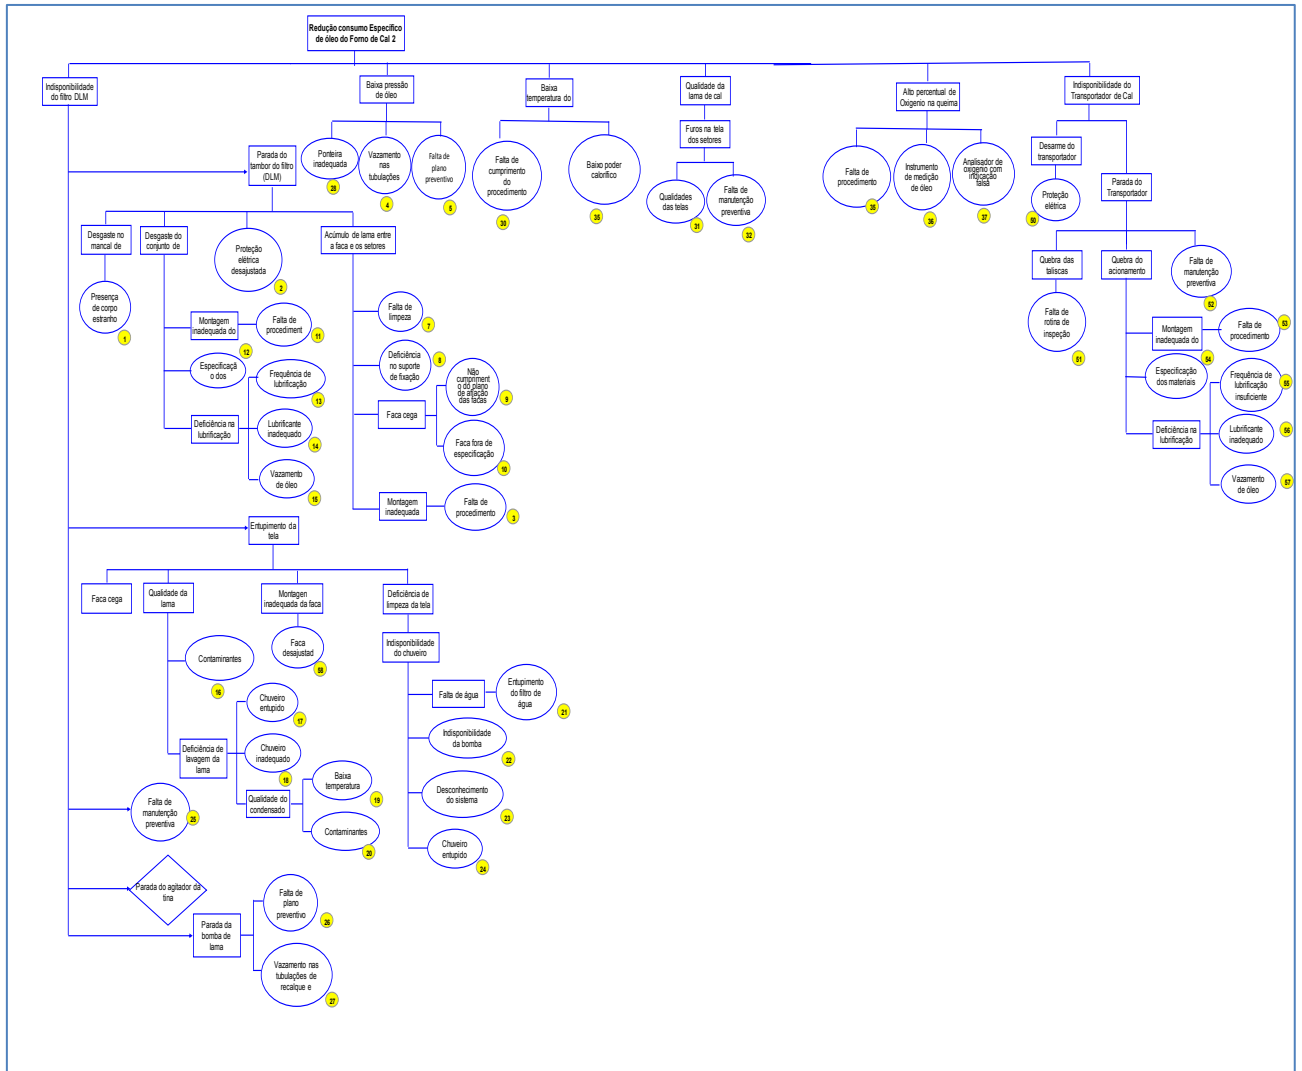 Redução consumo Específico
de óleo do Forno de Cal 2
Indisponibilidade
do filtro DLM
Baixa pressão
de óleo
Baixa
temperatura do
Qualidade da
lama de cal
Alto percentual de
Oxigenio na queima
Indisponibilidade do
Transportador de Cal
Parada do
tambor do filtro
(DLM)
Ponteira
inadequada
28
Vazamento
nas
tubulações
4
Falta de
plano
preventivo
5
Falta de
cumprimento
do
procedimento
30
Baixo poder
calorifico
35
Furos na tela
dos setores
Qualidades
das telas
31
Falta de
manutenção
preventiva
32
Falta de
procedimento
35
Instrumento
de medição
de óleo
36
Analisador de
oxigenio com
indicação
falsa
37
Desarme do
transportador
Proteção
elétrica
50
Parada do
Transportador
Desgaste no
mancal de
Presença
de corpo
estranho
1
Desgaste do
conjunto de
Proteção
elétrica
desajustada
2
Acúmulo de lama entre
a faca e os setores
Quebra das
taliscas
Falta de
rotina de
inspeção
51
Quebra do
acionamento
Falta de
manutenção
preventiva
52
Montagem
inadequada do
12
Falta de
procediment
11
Especificaçã
o dos
Frequência de
lubrificação
13
Deficiência na
lubrificação
Lubrificante
inadequado
14
Vazamento
de óleo
15
Falta de
limpeza
7
Deficiência
no suporte
de fixação
8
Faca cega
Não
cumpriment
o do plano
de afiação
das facas
9
Faca fora de
especificação
10
Montagem
inadequada
Falta de
procedimento
3
Montagem
inadequada do
54
Falta de
procedimento
53
Especificação
dos materiais
Frequência de
lubrificação
insuficiente
55
Deficiência na
lubrificação
Lubrificante
inadequado
56
Vazamento
de óleo
57
Entupimento da
tela
Faca cega
Qualidade da
lama
Montagen
inadequada da faca
Faca
desajustad
58
Deficiência de
limpeza da tela
Indisponibilidade
do chuveiro
Contaminantes
16
Deficiência de
lavagem da
lama
Chuveiro
entupido
17
Chuveiro
inadequado
18
Qualidade do
condensado
Baixa
temperatura
19
Contaminantes
20
Falta de água
Entupimento
do filtro de
água
21
Indisponibilidade
da bomba
22
Desconhecimento
do sistema
23
Chuveiro
entupido
24
Falta de
manutenção
preventiva
25
Parada do agitador da
tina
Parada da
bomba de
lama
Falta de
plano
preventivo
26
Vazamento nas
tubulações de
recalque e
27